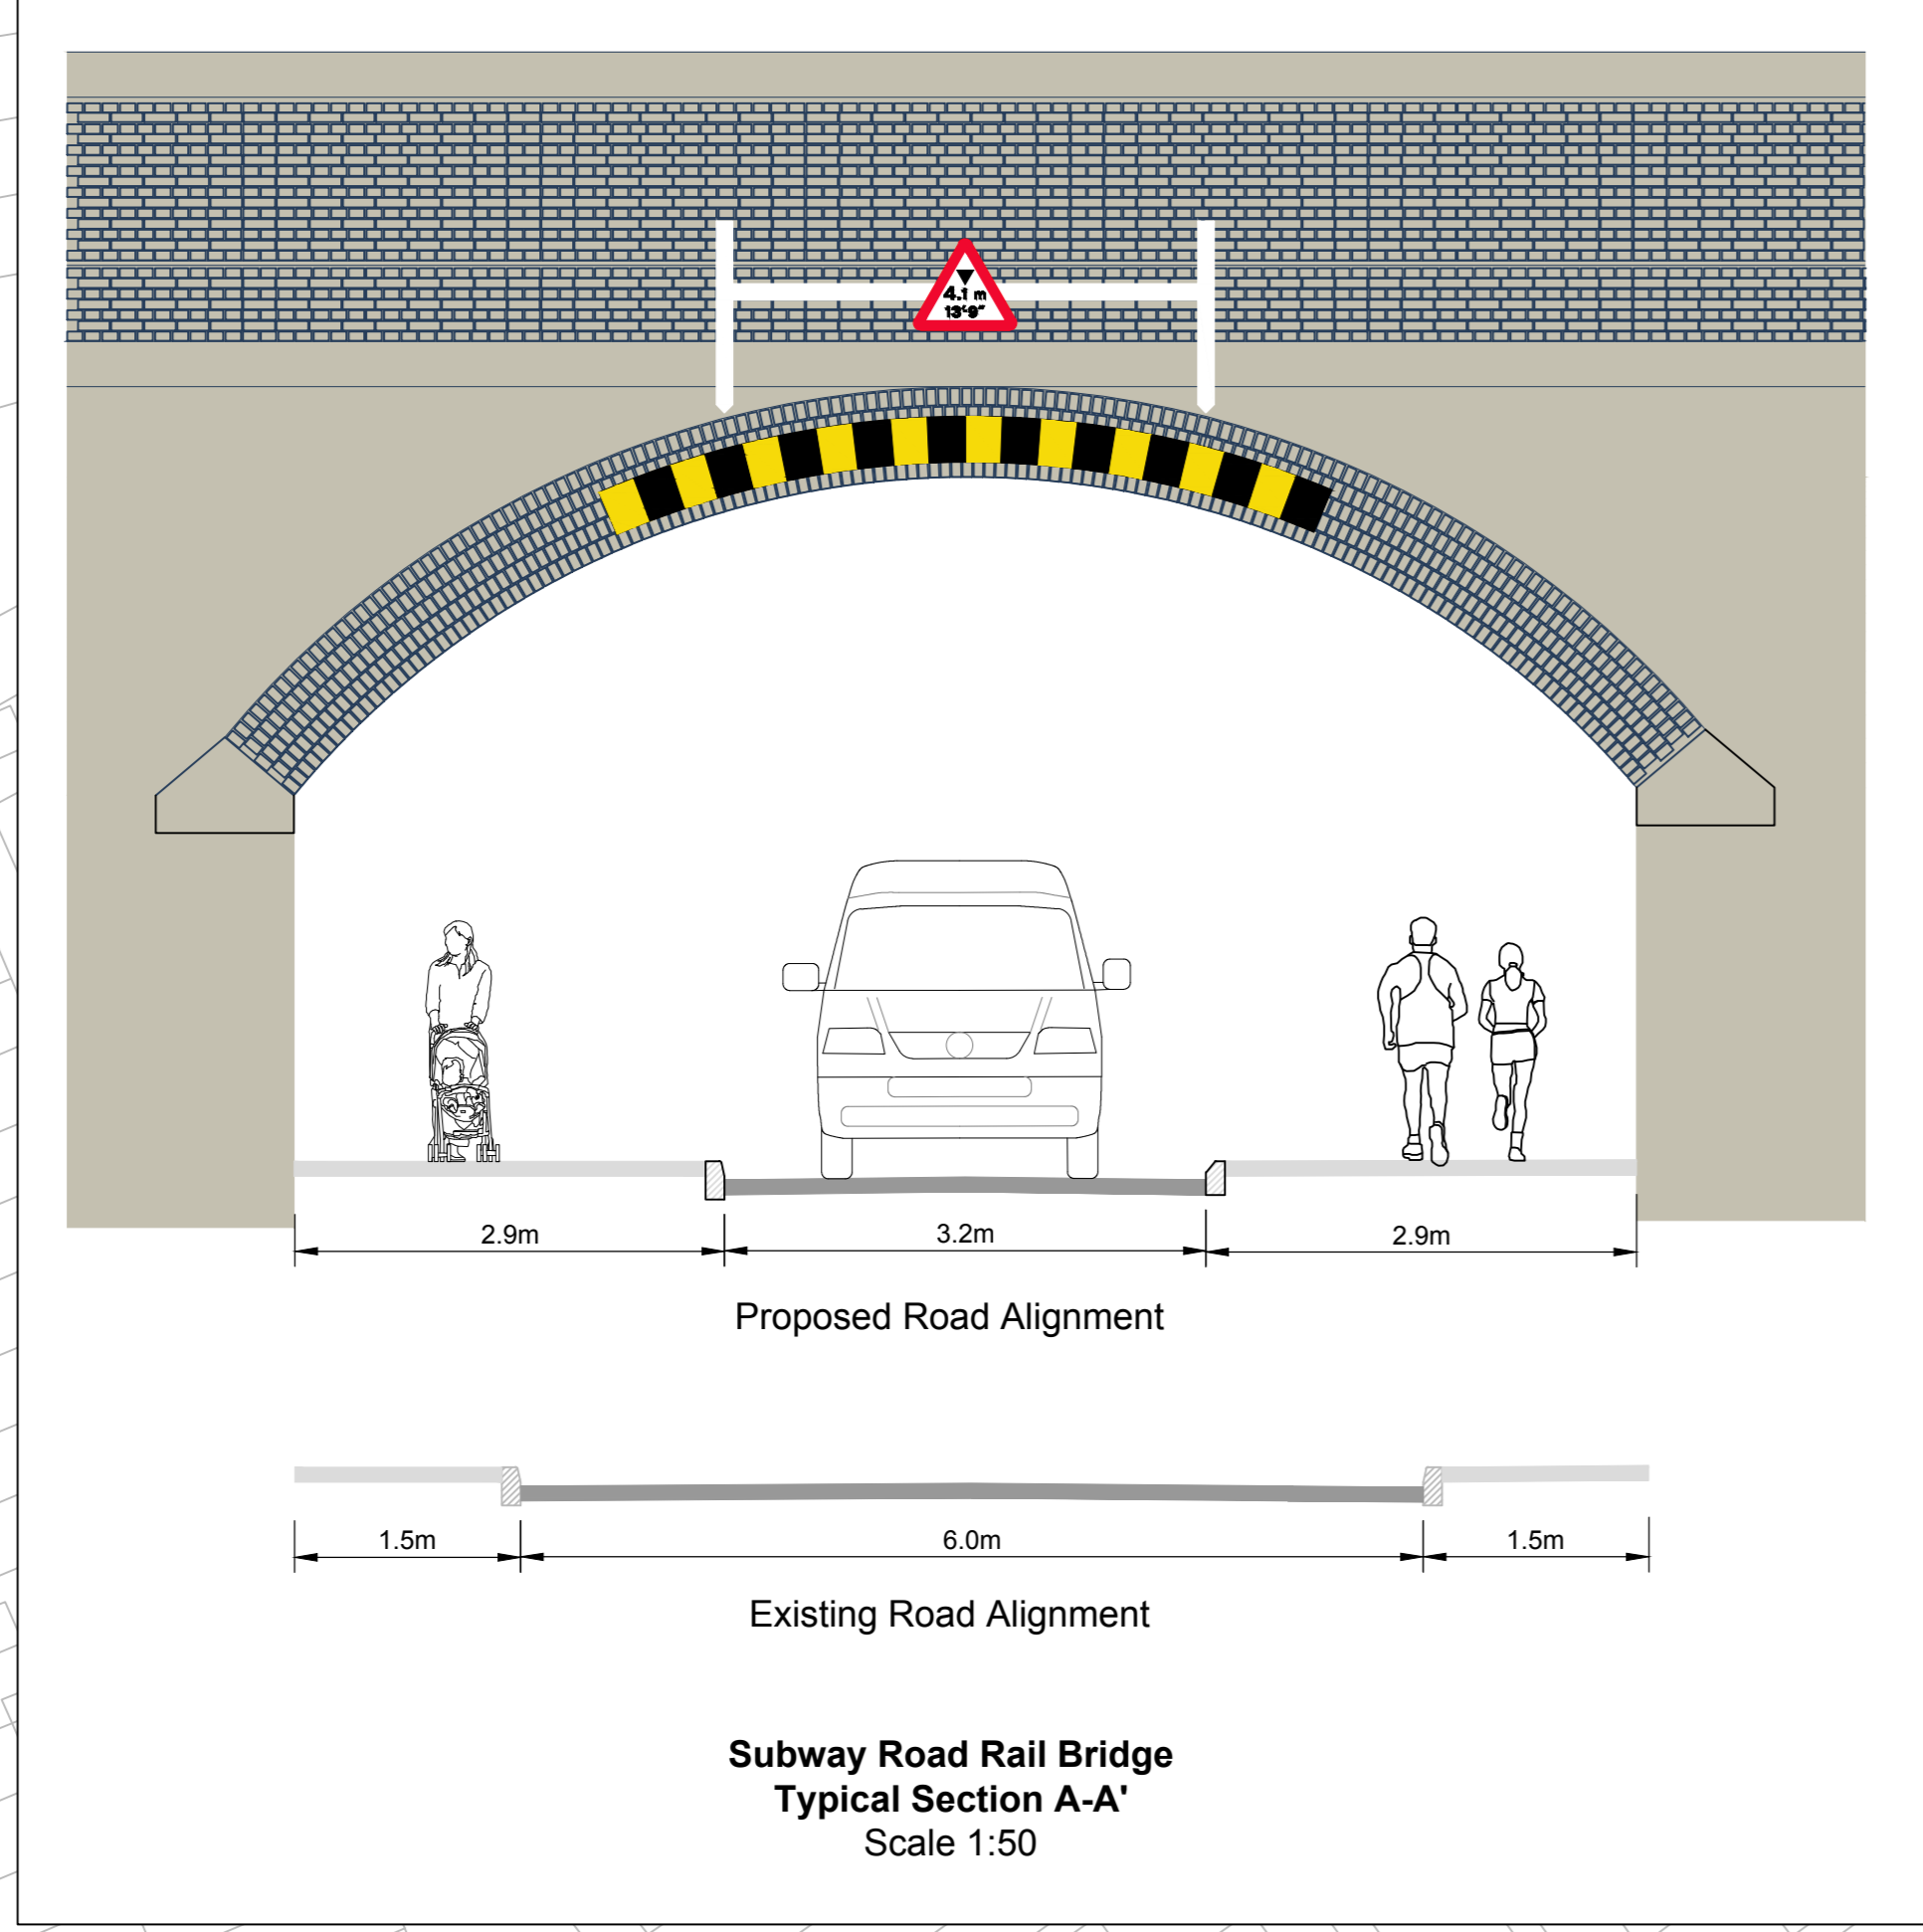 4.1 m
13'9"
2.9m 3.2m 2.9m
Proposed Road Alignment
1.5m 6.0m 1.5m
Existing Road Alignment
Subway Road Rail Bridge
Typical Section A-A'
Scale 1:50